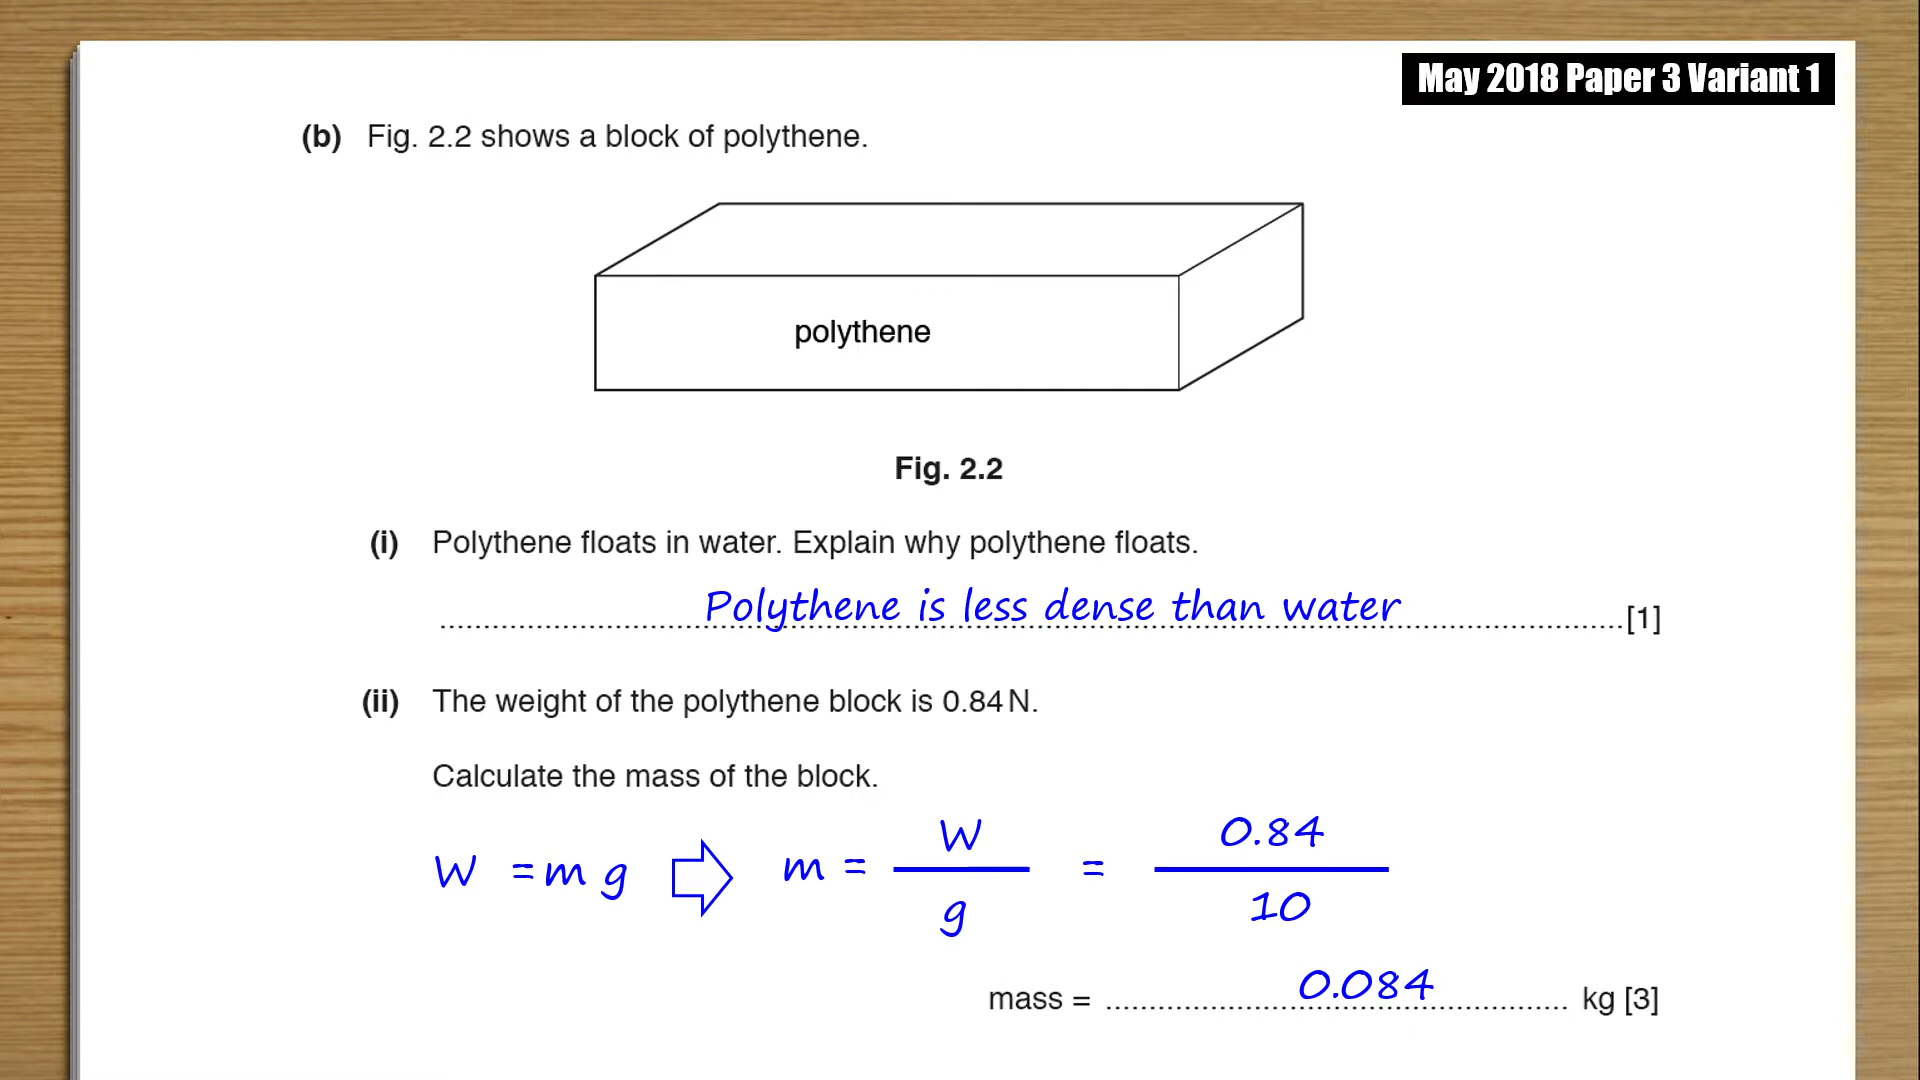 May 2018 Paper 3 Variant 1
(b) Fig. 2.2 shows a block of polythene.
polythene
Fig. 2.2
(i) Polythene floats in water. Explain why polythene floats.
Polythene is less dense than water ........ [1]
(ii) The weight of the polythene block is 0.84 N.
Calculate the mass of the block.
W = m g ⇨ m = W / g = 0.84 / 10
mass = ........ 0.084 ........ kg [3]